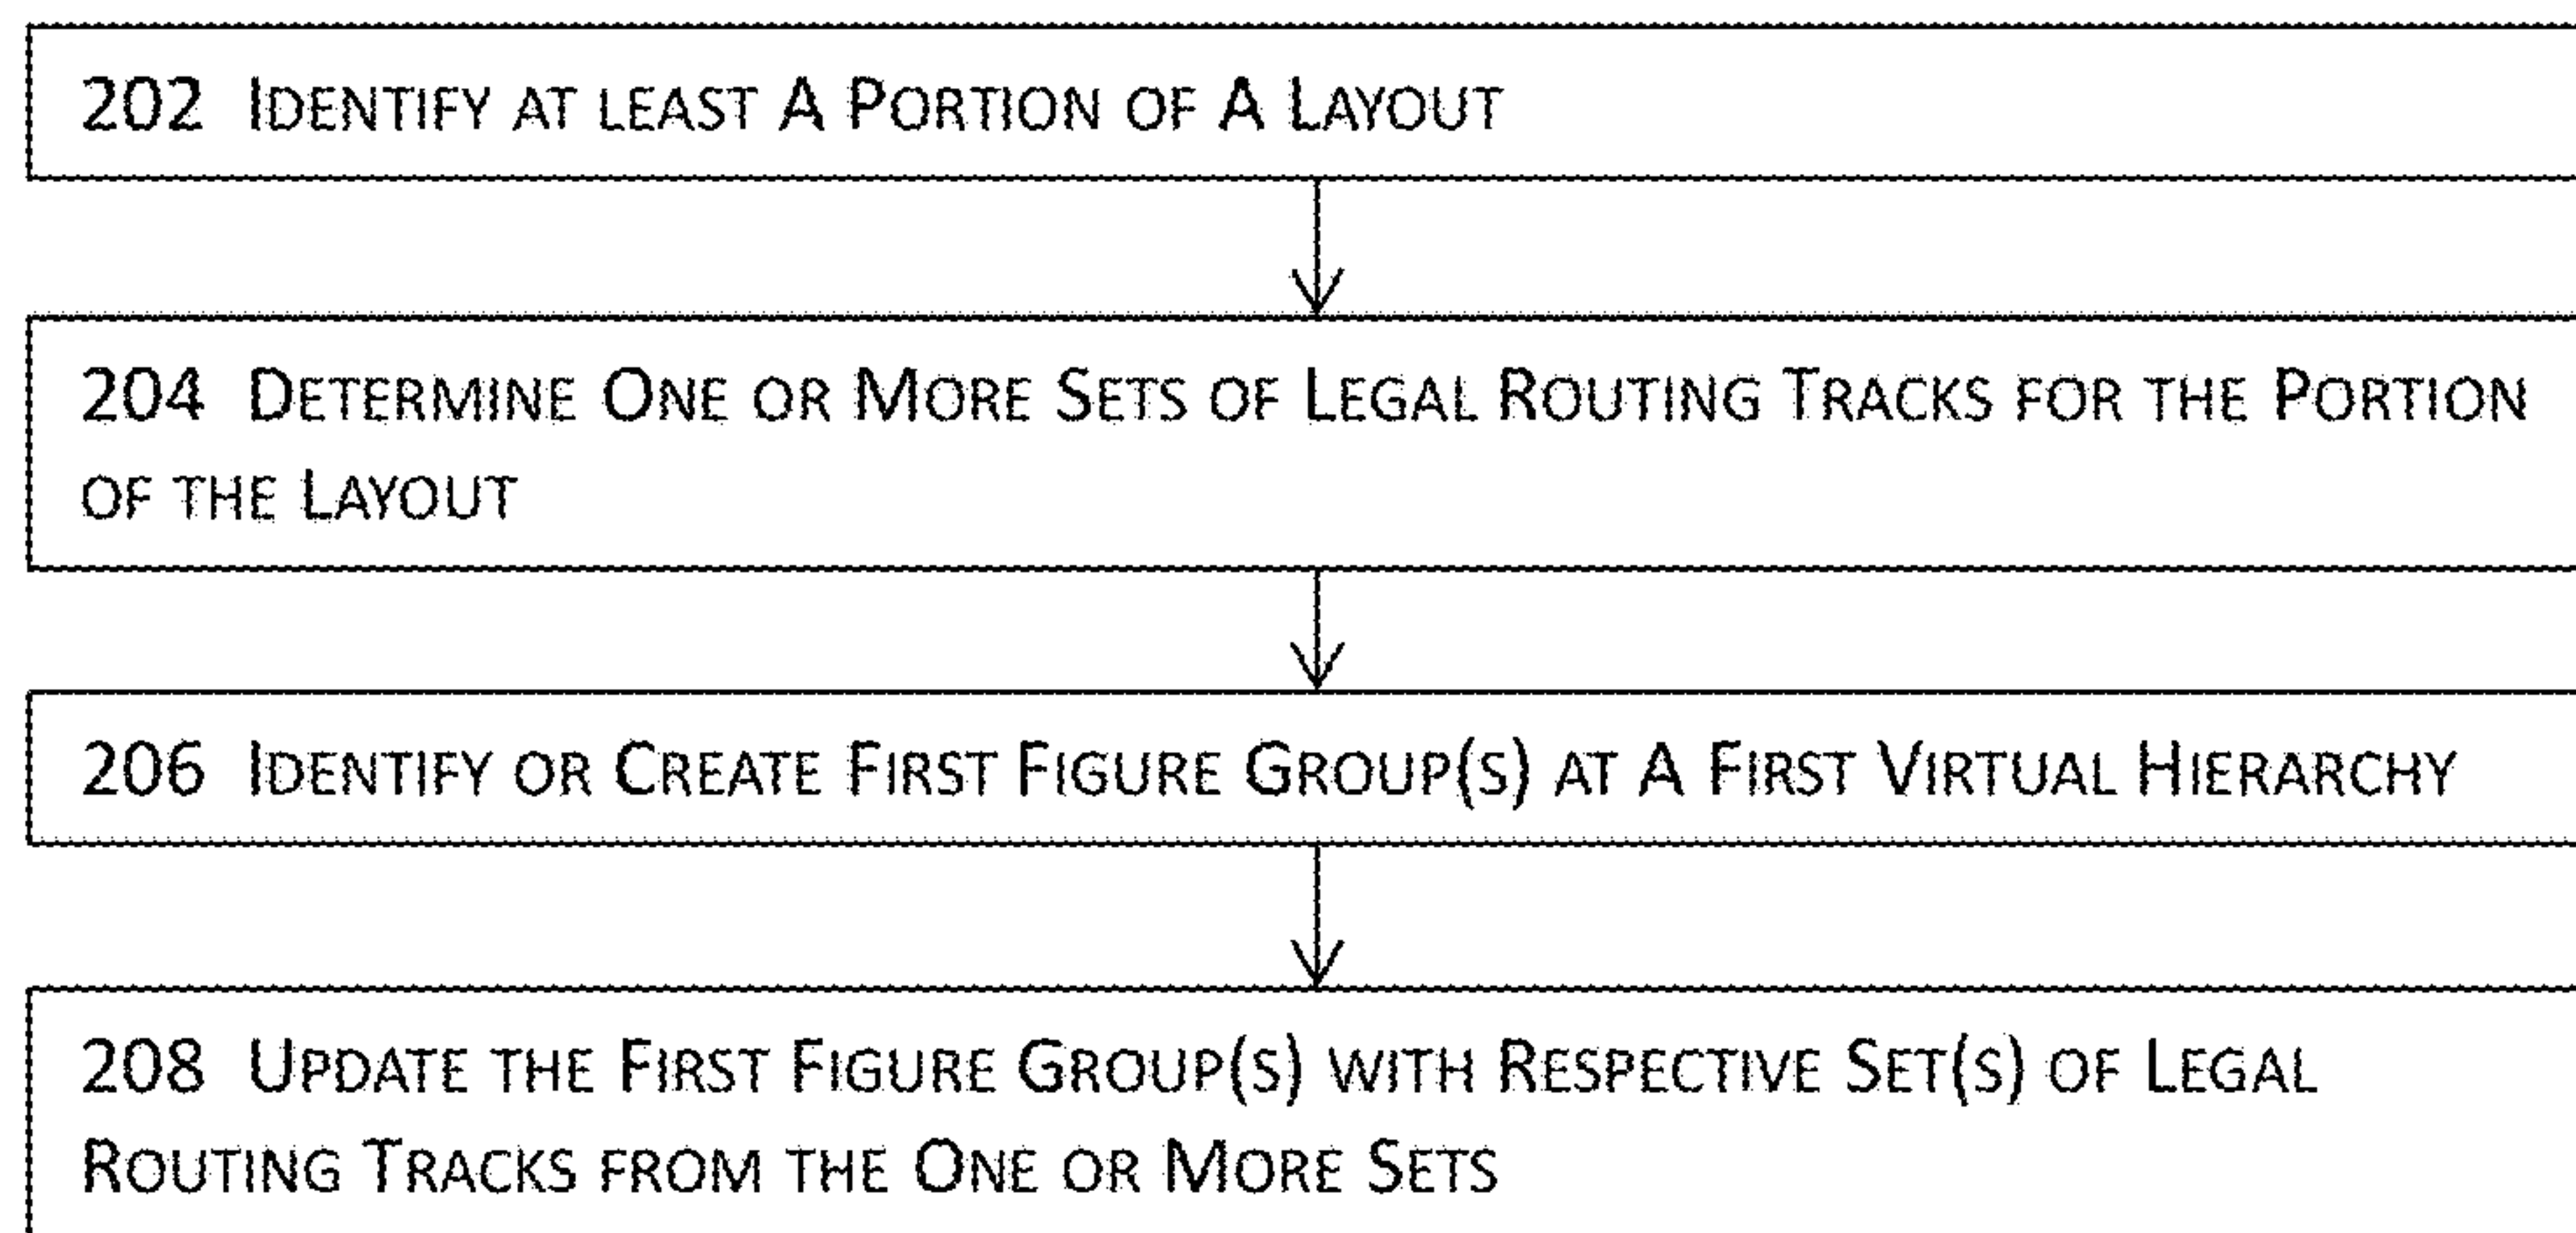 202 IDENTIFY AT LEAST A PORTION OF A LAYOUT
204 DETERMINE ONE OR MORE SETS OF LEGAL ROUTING TRACKS FOR THE PORTION
OF THE LAYOUT
206 IDENTIFY OR CREATE FIRST FIGURE GROUP(S) AT A FIRST VIRTUAL HIERARCHY
208 UPDATE THE FIRST FIGURE GROUP(S) WITH RESPECTIVE SET(S) OF LEGAL
ROUTING TRACKS FROM THE ONE OR MORE SETS